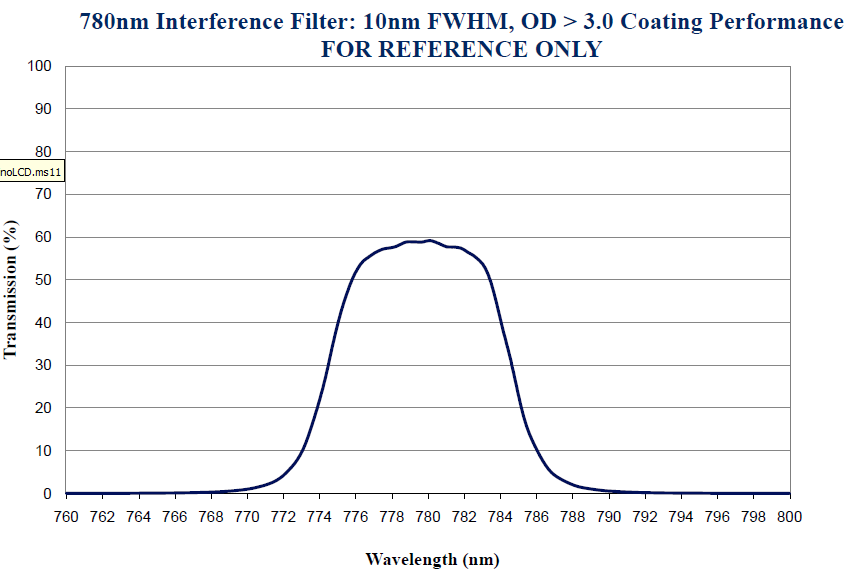 780nm Interference Filter: 10nm FWHM, OD > 3.0 Coating Performance
FOR REFERENCE ONLY
100
90
80
noLCD.ms11
70
60
50
40
30
20
10
0
Transmission (%)
760 762 764 766 768 770 772 774 776 778 780 782 784 786 788 790 792 794 796 798 800
Wavelength (nm)